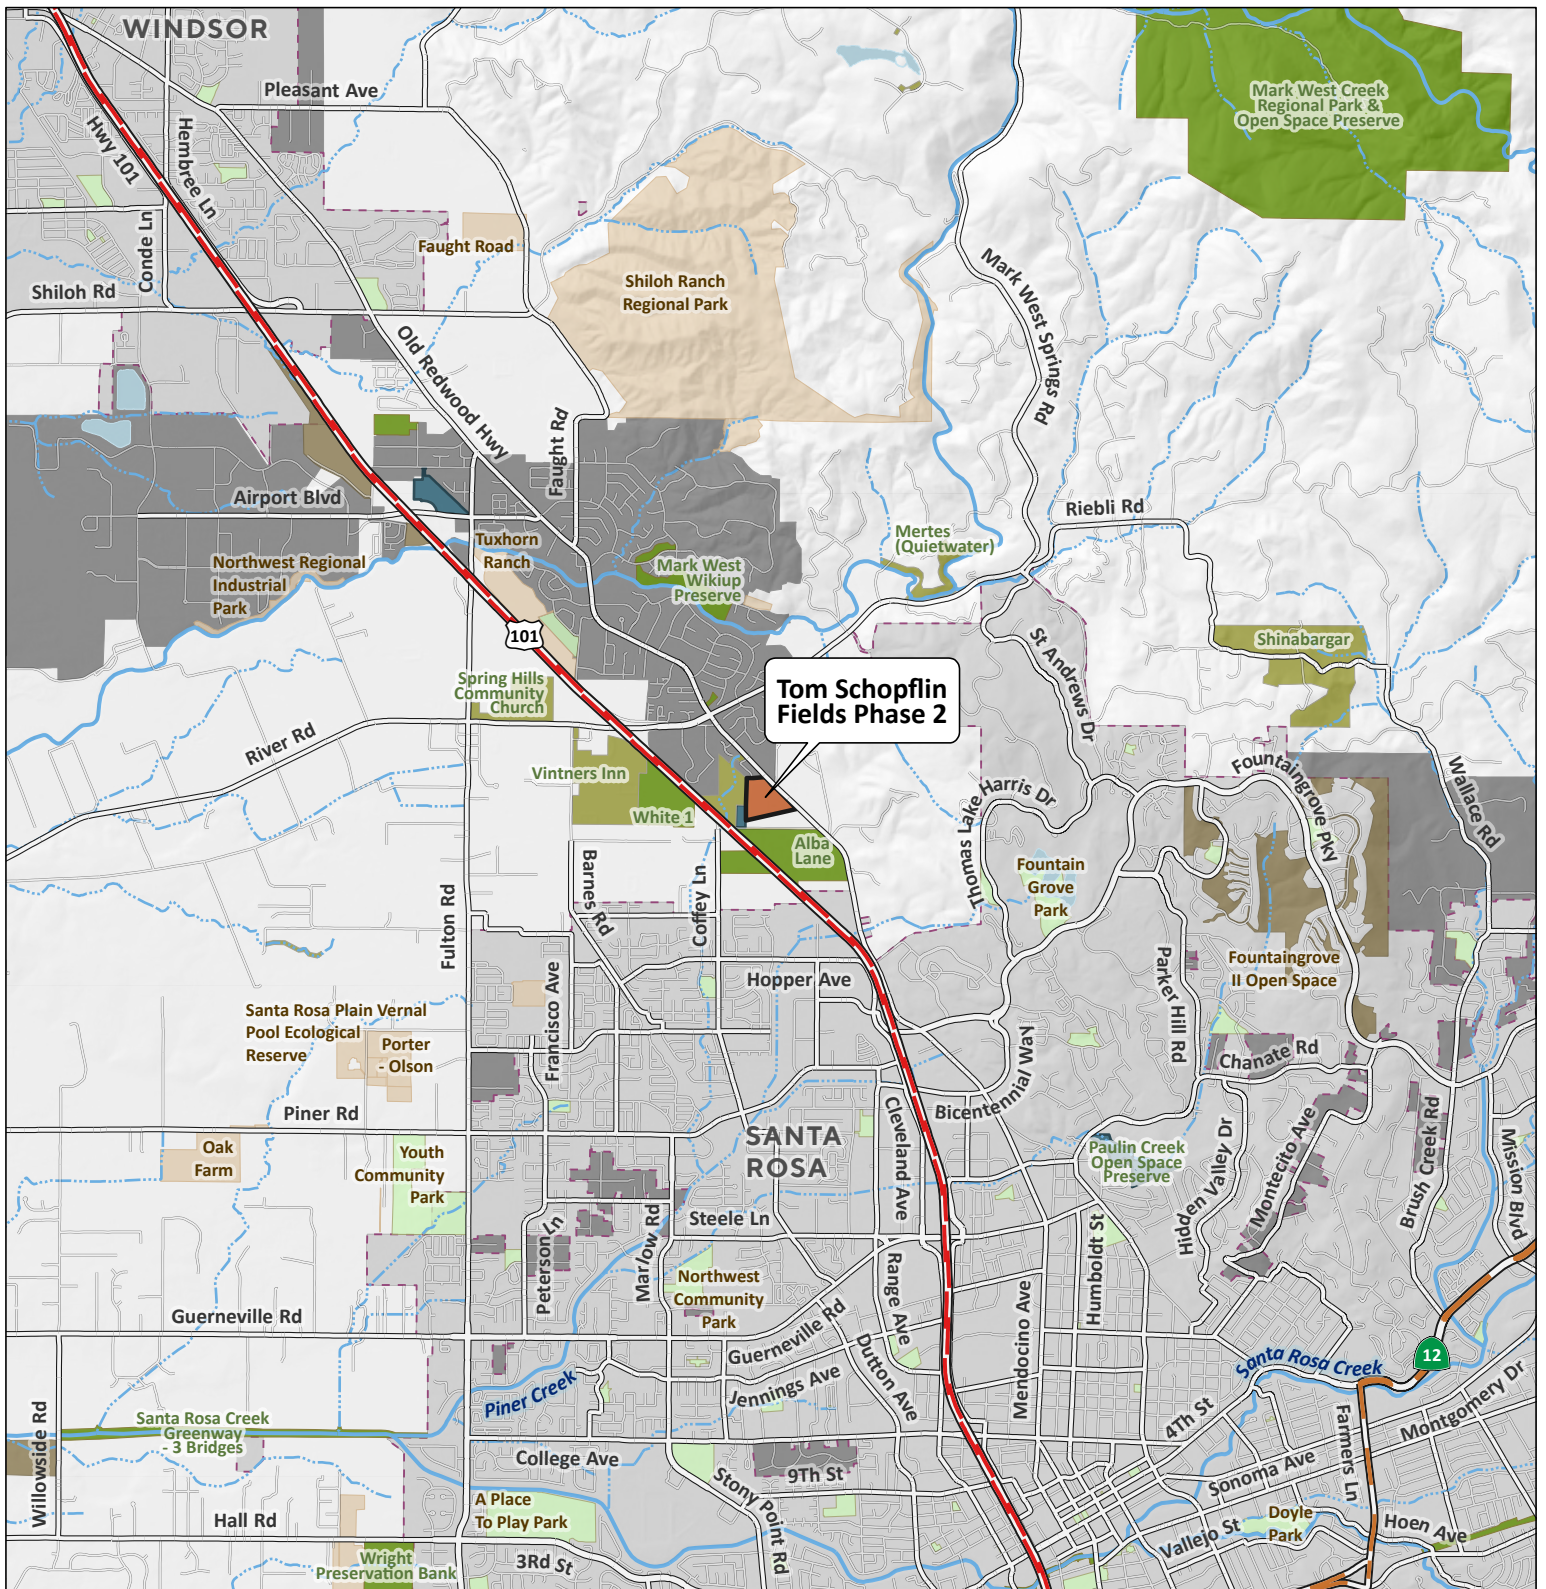 WINDSOR
Pleasant Ave
Mark West Creek
Regional Park &
Open Space Preserve
Hwy 101
Hembree Ln
Conde Ln
Faught Road
Shiloh Ranch
Regional Park
Mark West Springs Rd
Shiloh Rd
Old Redwood Hwy
Faught Rd
Airport Blvd
Riebli Rd
Mertes
(Quietwater)
Tuxhorn
Ranch
Northwest Regional
Industrial
Park
Mark West
Wikiup
Preserve
101
St Andrews Dr
Shinabargar
Spring Hills
Community
Church
Tom Schopflin
Fields Phase 2
River Rd
Vintners Inn
White 1
Thomas Lake Harris Dr
Fountaingrove Pky
Wallace Rd
Alba
Lane
Barnes Rd
Coffey Ln
Fulton Rd
Fountain
Grove
Park
Francisco Ave
Hopper Ave
Parker Hill Rd
Fountaingrove
II Open Space
Santa Rosa Plain Vernal
Pool Ecological
Reserve
Porter
- Olson
Bicentennial Way
Chanate Rd
Piner Rd
Cleveland Ave
SANTA
ROSA
Oak
Farm
Youth
Community
Park
Paulin Creek
Open Space
Preserve
Hidden Valley Dr
Montecito Ave
Brush Creek Rd
Mission Blvd
Peterson Ln
Marlow Rd
Steele Ln
Range Ave
Humboldt St
Northwest
Community
Park
Mendocino Ave
Guerneville Rd
Guerneville Rd
Dutton Ave
Santa Rosa Creek
12
Piner Creek
Jennings Ave
Willowside Rd
Santa Rosa Creek
Greenway
- 3 Bridges
4Th St
Farmers Ln
Montgomery Dr
College Ave
9Th St
Stony Point Rd
Sonoma Ave
A Place
To Play Park
Hall Rd
Vallejo St
Doyle
Park
Hoen Ave
Wright
Preservation Bank
3Rd St